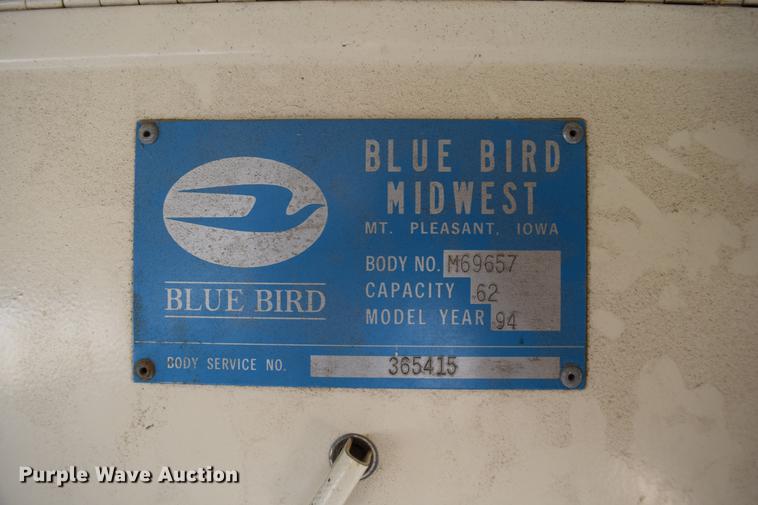 BLUE BIRD
MIDWEST
MT. PLEASANT, IOWA
BLUE BIRD
BODY NO. M69657
CAPACITY 62
MODEL YEAR 94
BODY SERVICE NO. 365415
Purple Wave Auction